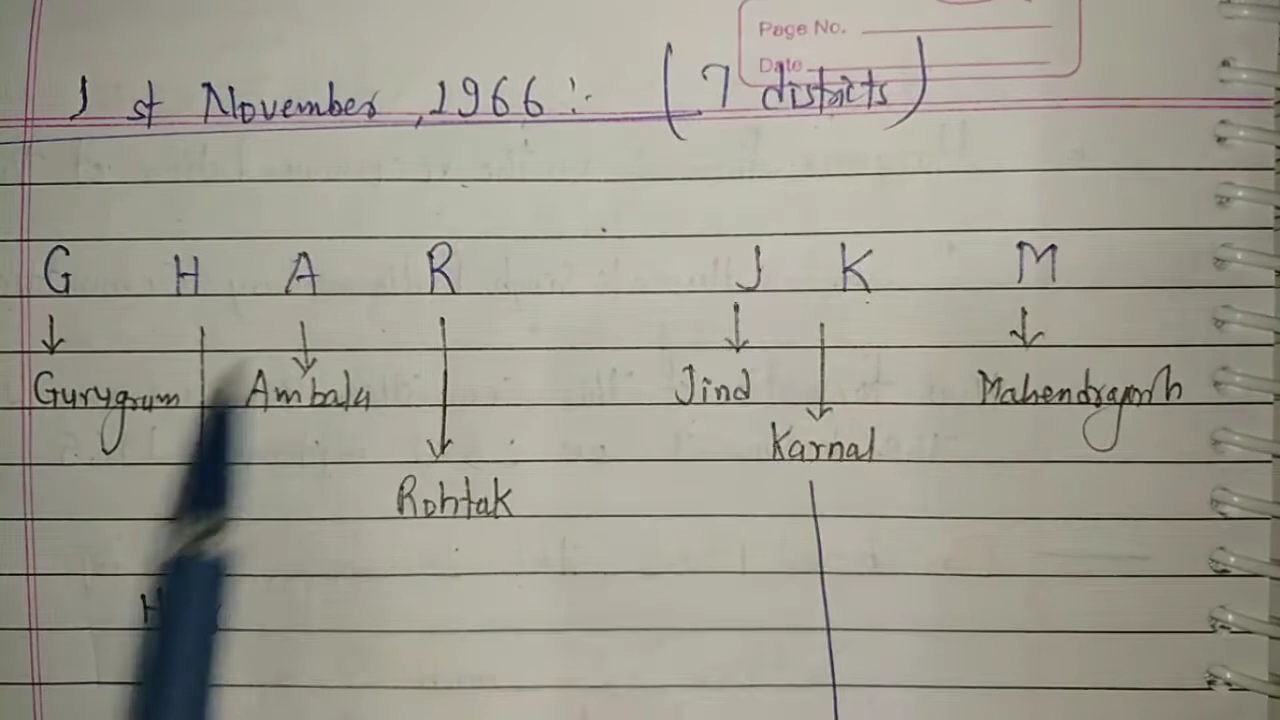 Page No.
Date
1 st November, 1966 :- (7 districts)
G H A R J K M
Gurugram Ambala Jind Mahendragarh
Karnal
Rohtak